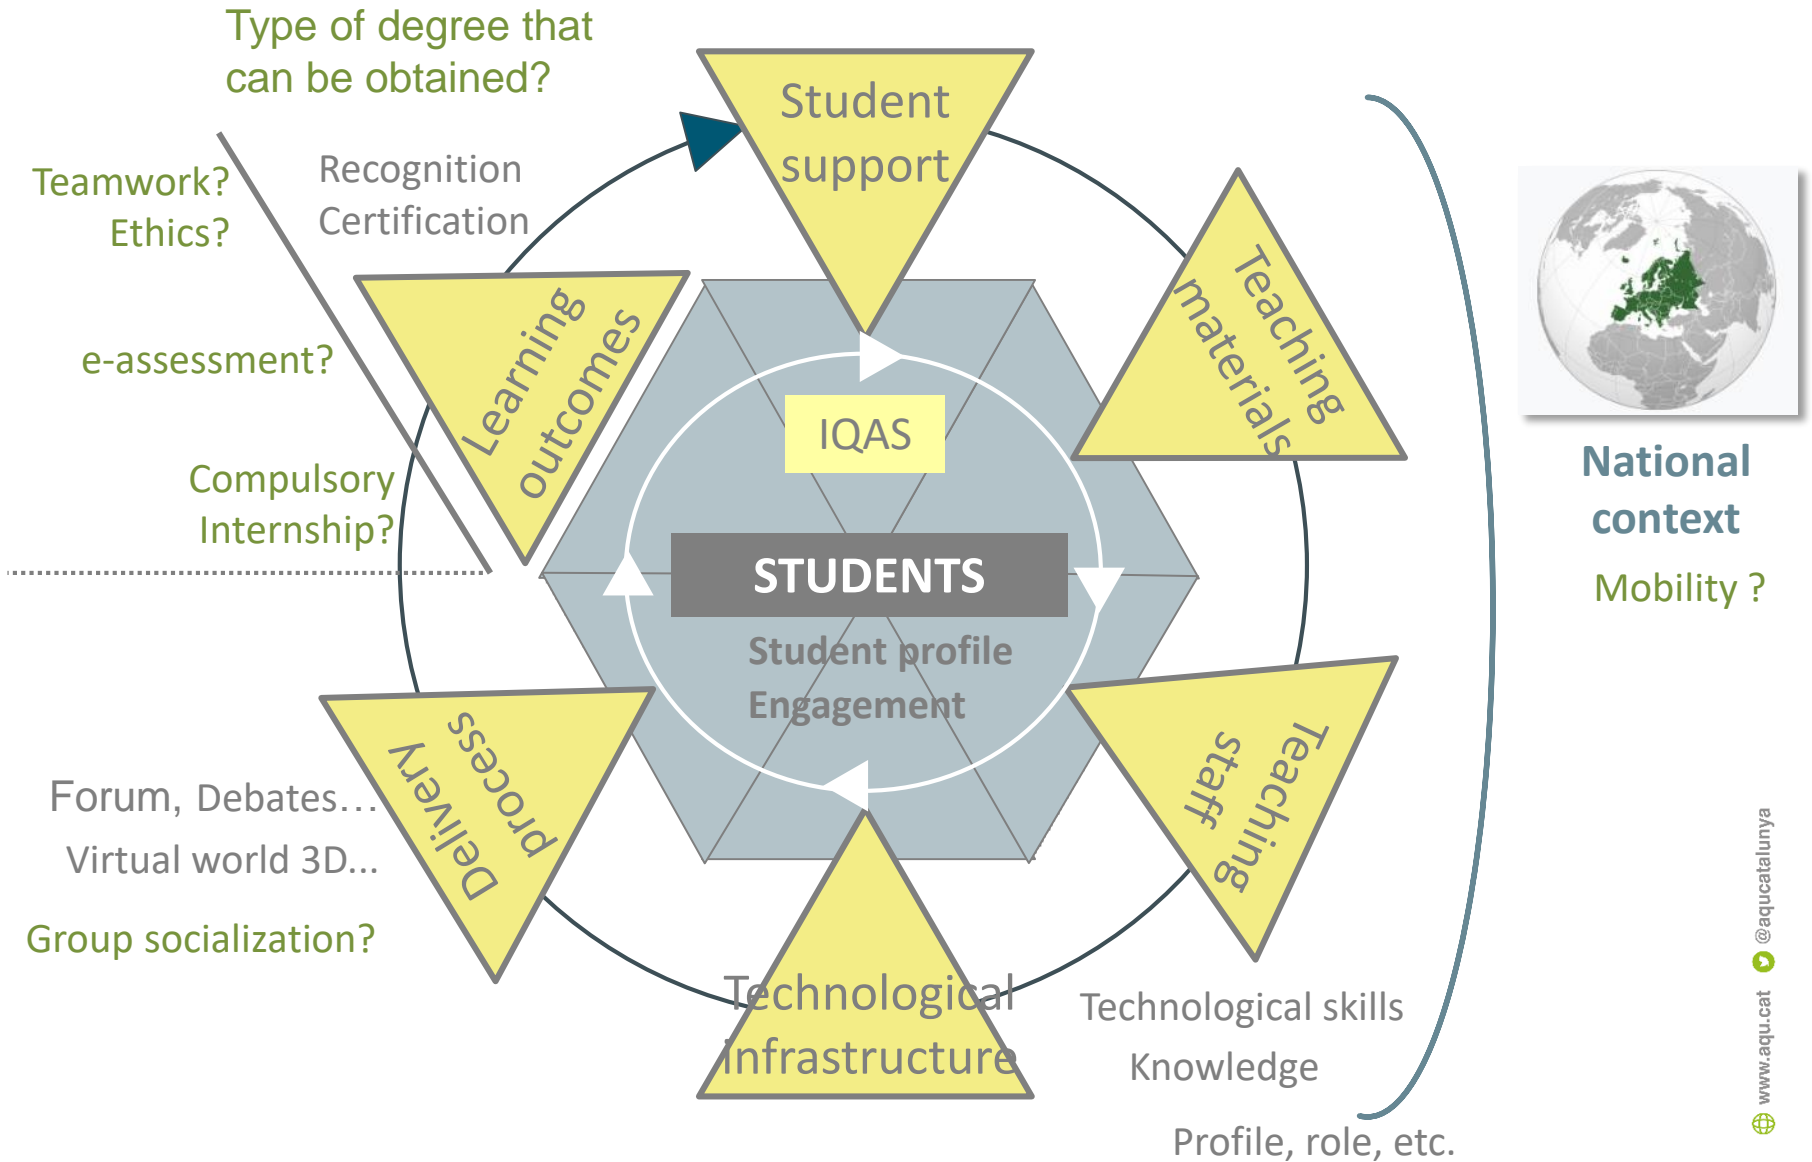 Type of degree that
can be obtained?
Teamwork?
Ethics?
Recognition
Certification
e-assessment?
Compulsory
Internship?
Student
support
Teaching
materials
Learning
outcomes
IQAS
STUDENTS
Student profile
Engagement
National
context
Mobility ?
Delivery
process
Teaching
staff
Forum, Debates...
Virtual world 3D...
Group socialization?
Technological
infrastructure
Technological skills
Knowledge
Profile, role, etc.
www.aqu.cat @aqucatalunya